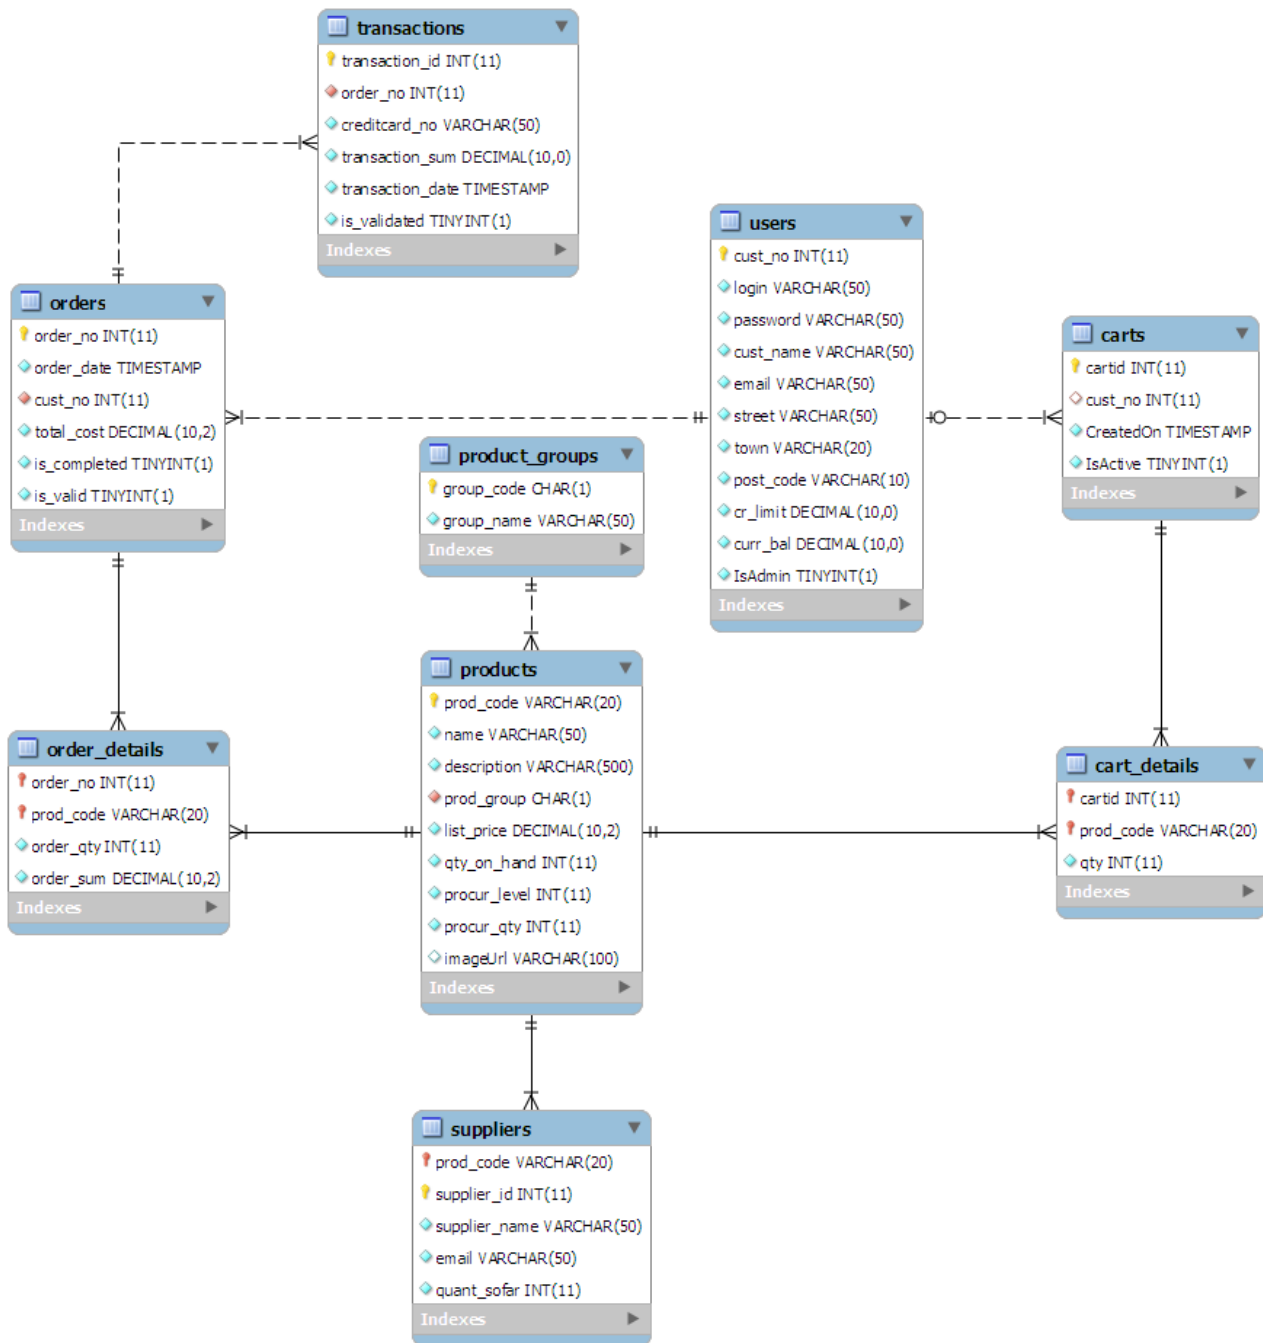 transactions
transaction_id INT(11)
order_no INT(11)
creditcard_no VARCHAR(50)
transaction_sum DECIMAL(10,0)
transaction_date TIMESTAMP
is_validated TINYINT(1)
Indexes
users
cust_no INT(11)
login VARCHAR(50)
password VARCHAR(50)
cust_name VARCHAR(50)
email VARCHAR(50)
street VARCHAR(50)
town VARCHAR(20)
post_code VARCHAR(10)
cr_limit DECIMAL(10,0)
curr_bal DECIMAL(10,0)
IsAdmin TINYINT(1)
Indexes
orders
order_no INT(11)
order_date TIMESTAMP
cust_no INT(11)
total_cost DECIMAL(10,2)
is_completed TINYINT(1)
is_valid TINYINT(1)
Indexes
carts
cartid INT(11)
cust_no INT(11)
CreatedOn TIMESTAMP
IsActive TINYINT(1)
Indexes
product_groups
group_code CHAR(1)
group_name VARCHAR(50)
Indexes
products
prod_code VARCHAR(20)
name VARCHAR(50)
description VARCHAR(500)
prod_group CHAR(1)
list_price DECIMAL(10,2)
qty_on_hand INT(11)
procur_level INT(11)
procur_qty INT(11)
imageUrl VARCHAR(100)
Indexes
order_details
order_no INT(11)
prod_code VARCHAR(20)
order_qty INT(11)
order_sum DECIMAL(10,2)
Indexes
cart_details
cartid INT(11)
prod_code VARCHAR(20)
qty INT(11)
Indexes
suppliers
prod_code VARCHAR(20)
supplier_id INT(11)
supplier_name VARCHAR(50)
email VARCHAR(50)
quant_sofar INT(11)
Indexes